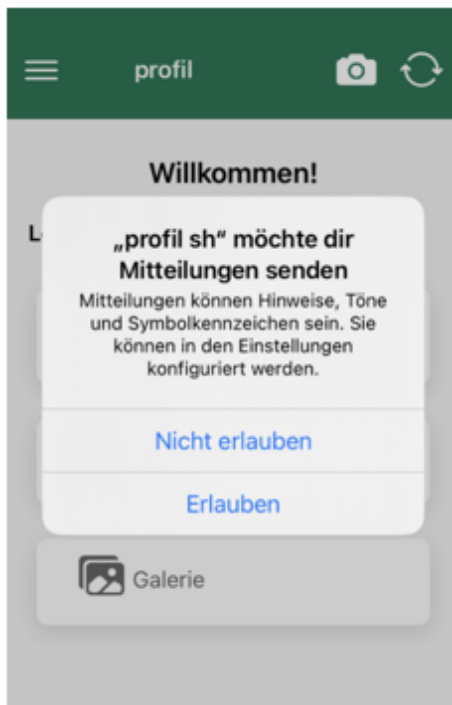 profil
Willkommen!
L
„profil sh“ möchte dir
Mitteilungen senden
Mitteilungen können Hinweise, Töne
und Symbolkennzeichen sein. Sie
können in den Einstellungen
konfiguriert werden.
Nicht erlauben
Erlauben
Galerie